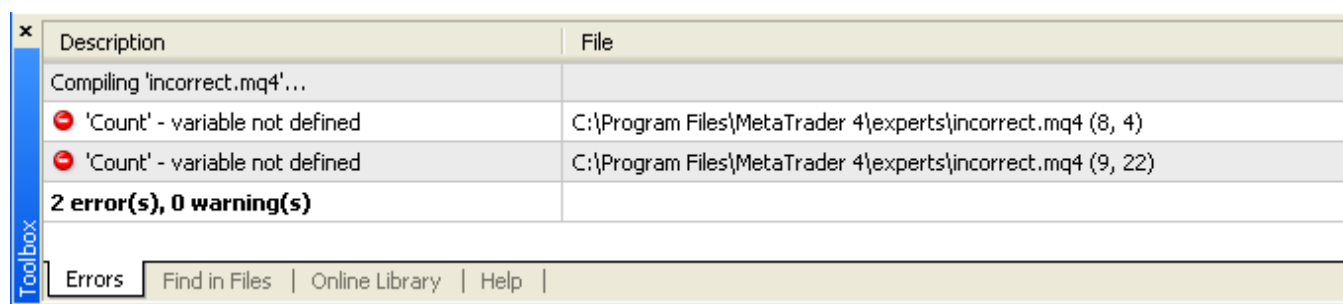 × Description File
Compiling 'incorrect.mq4'...
'Count' - variable not defined C:\Program Files\MetaTrader 4\experts\incorrect.mq4 (8, 4)
'Count' - variable not defined C:\Program Files\MetaTrader 4\experts\incorrect.mq4 (9, 22)
2 error(s), 0 warning(s)
Toolbox
Errors Find in Files | Online Library | Help |